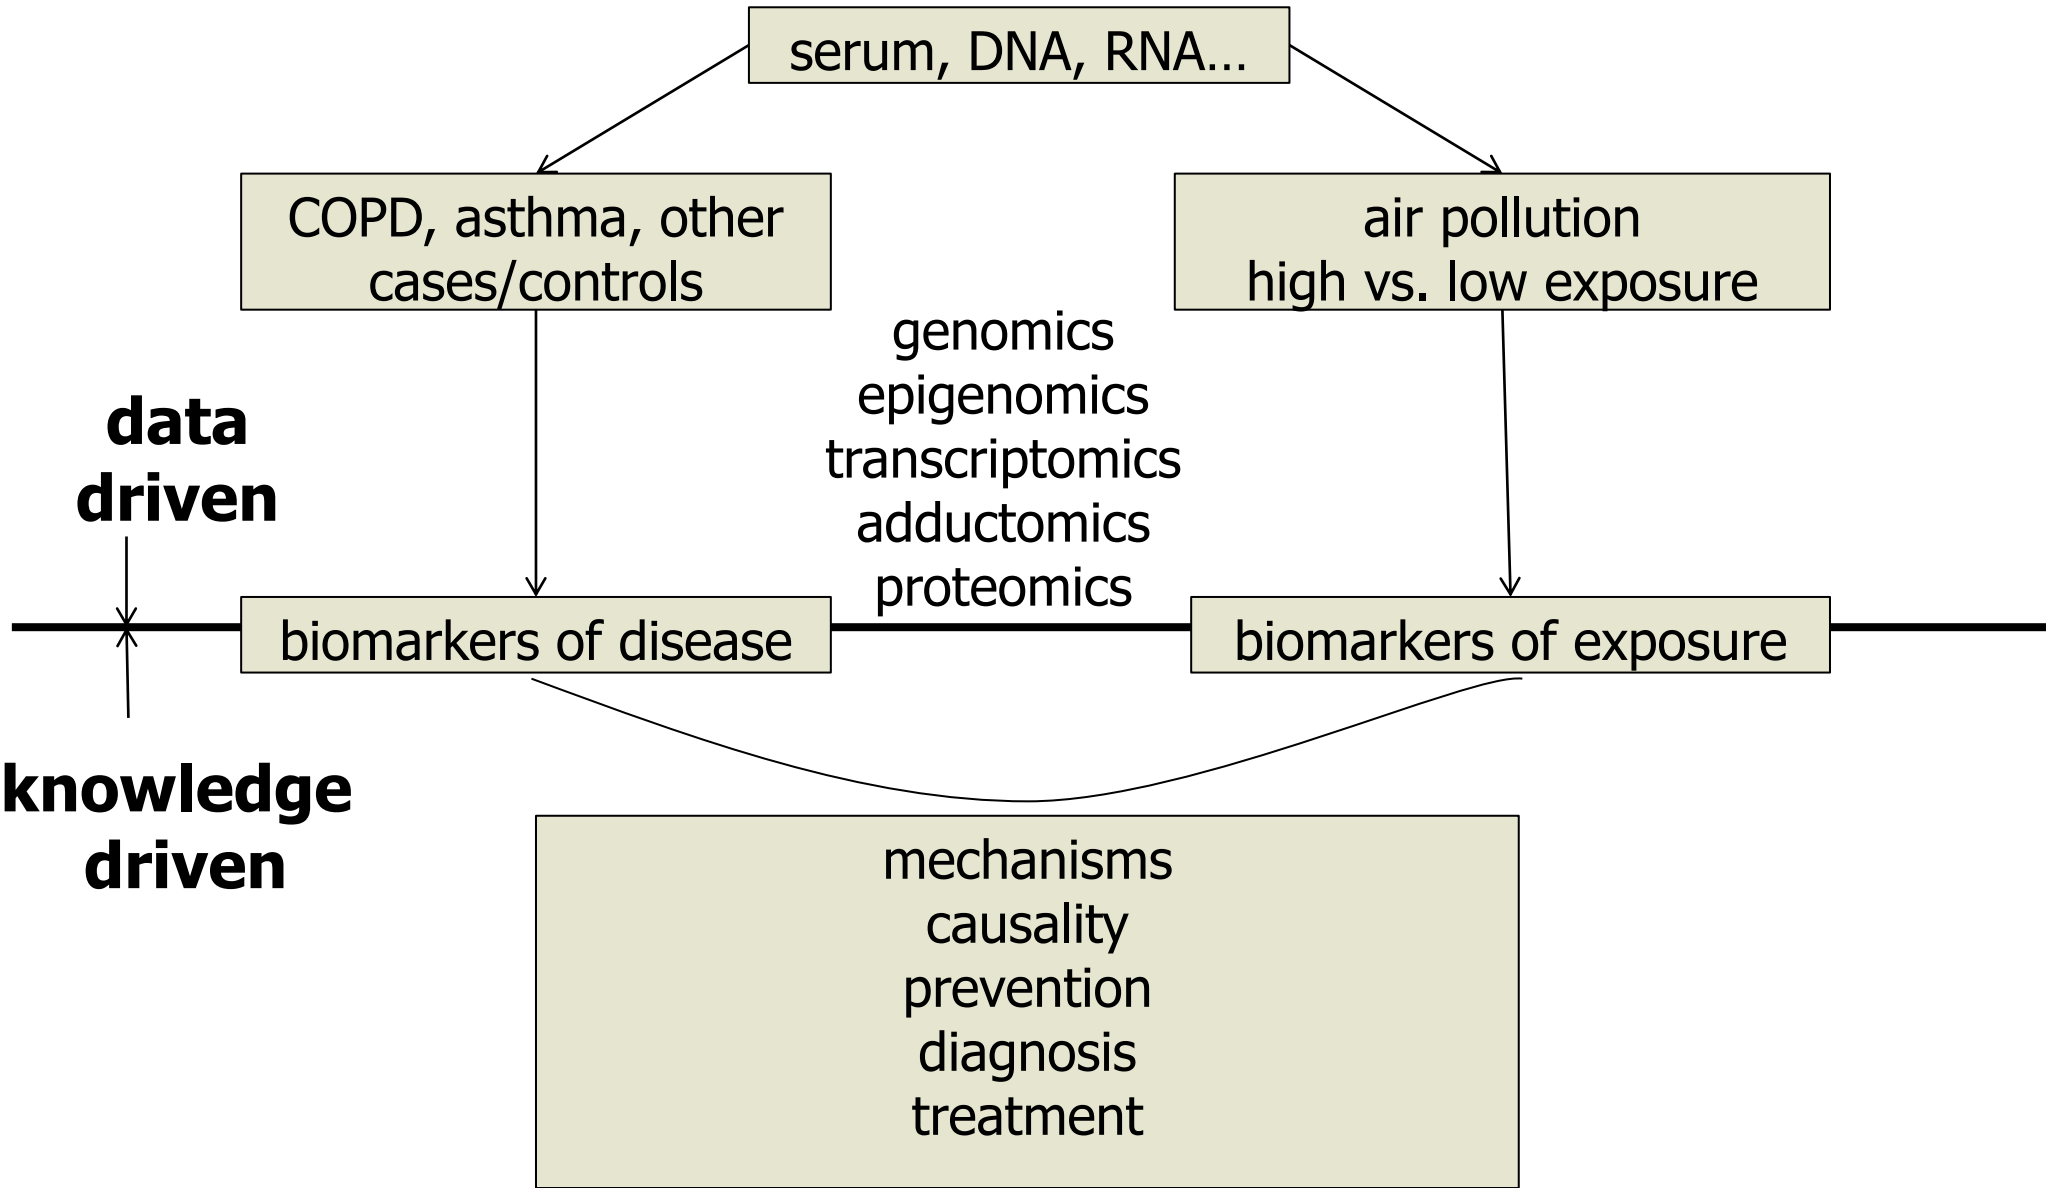 serum, DNA, RNA…
COPD, asthma, other
cases/controls
air pollution
high vs. low exposure
genomics
epigenomics
transcriptomics
adductomics
proteomics
data
driven
biomarkers of disease
biomarkers of exposure
knowledge
driven
mechanisms
causality
prevention
diagnosis
treatment